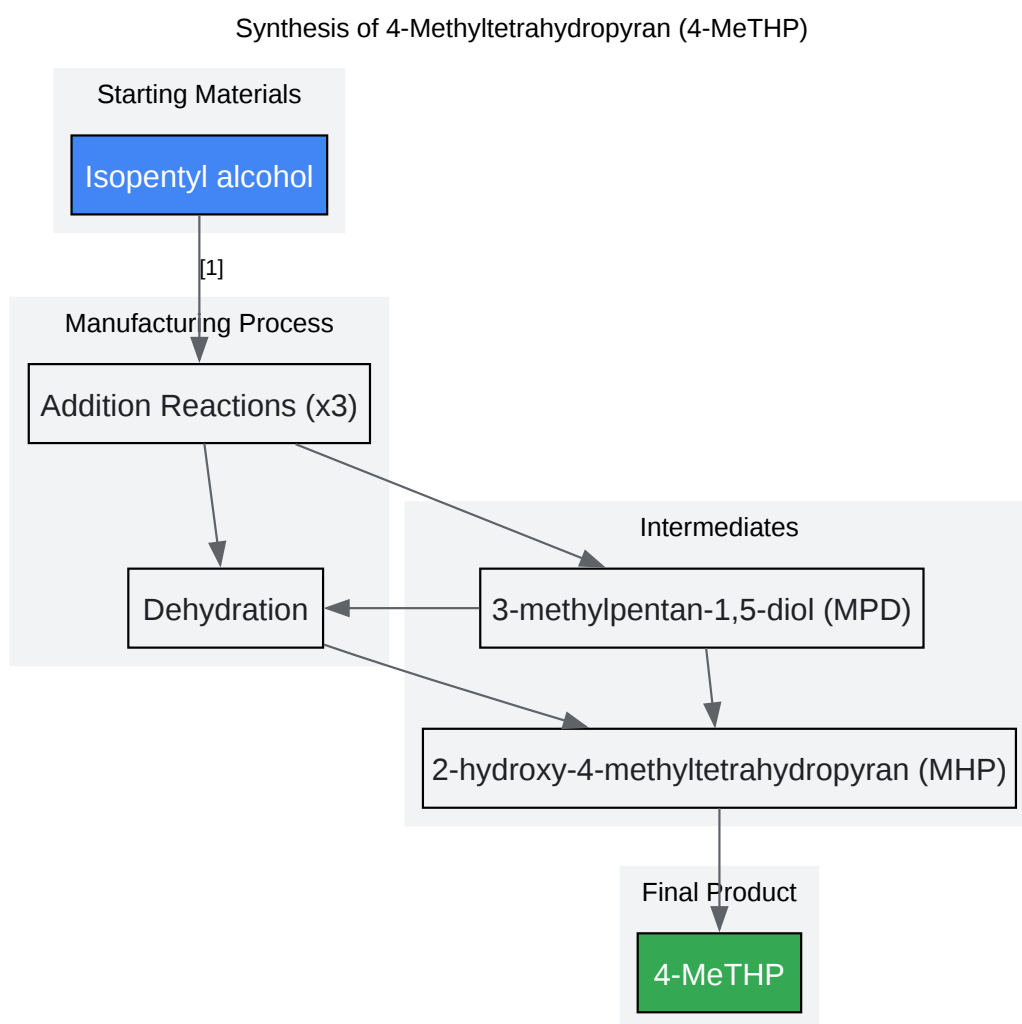 Synthesis of 4-Methyltetrahydropyran (4-MeTHP)
Starting Materials
Isopentyl alcohol
[1]
Manufacturing Process
Addition Reactions (x3)
Intermediates
Dehydration
3-methylpentan-1,5-diol (MPD)
2-hydroxy-4-methyltetrahydropyran (MHP)
Final Product
4-MeTHP